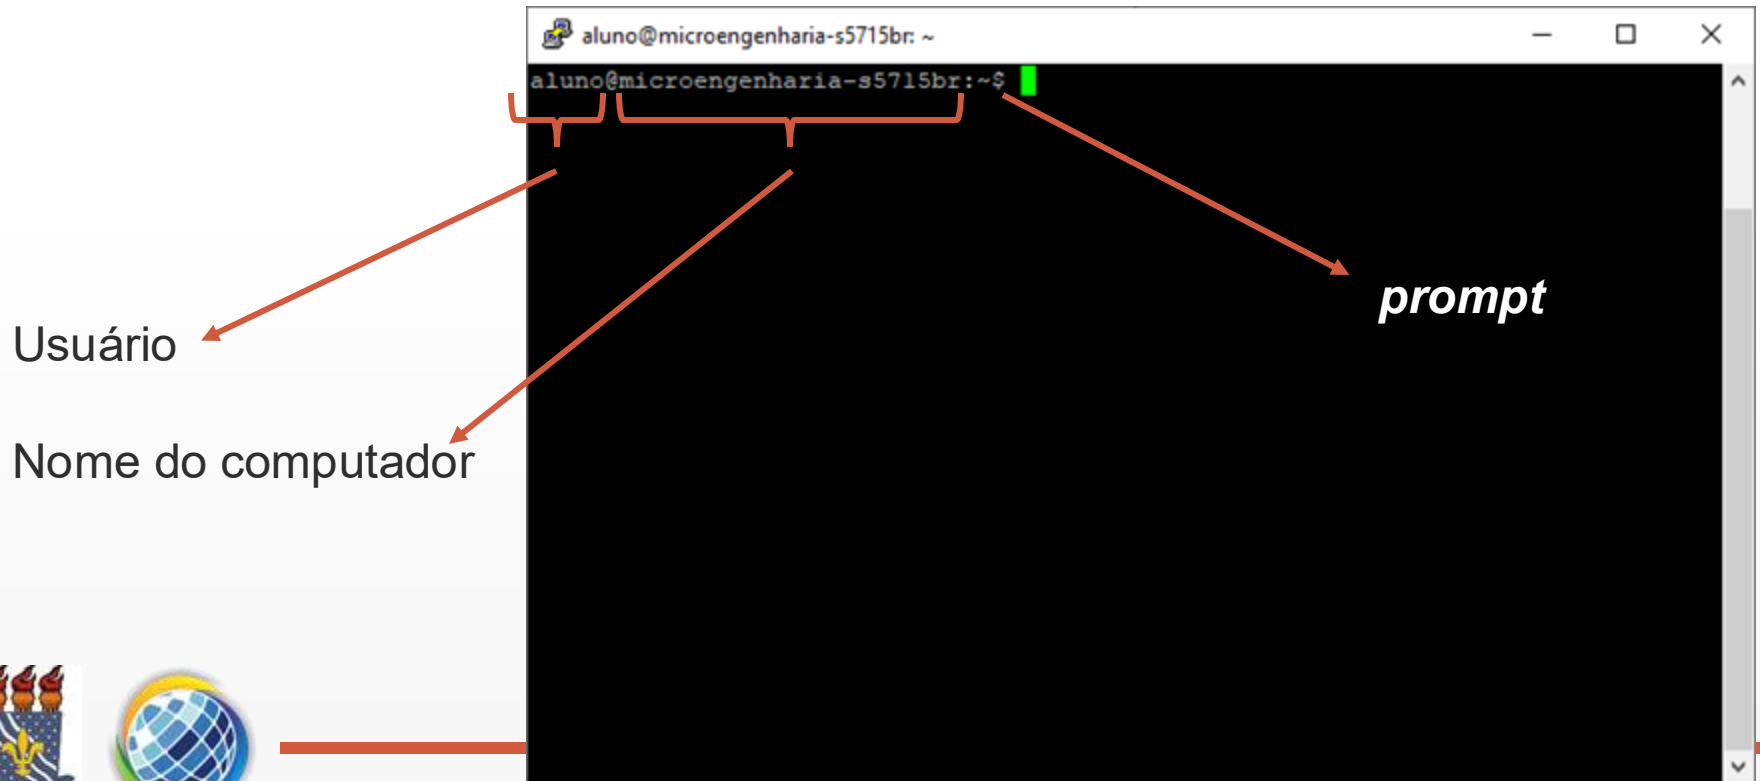 aluno@microengenharia-s5715br: ~
aluno@microengenharia-s5715br:~$
prompt
Usuário
Nome do computador